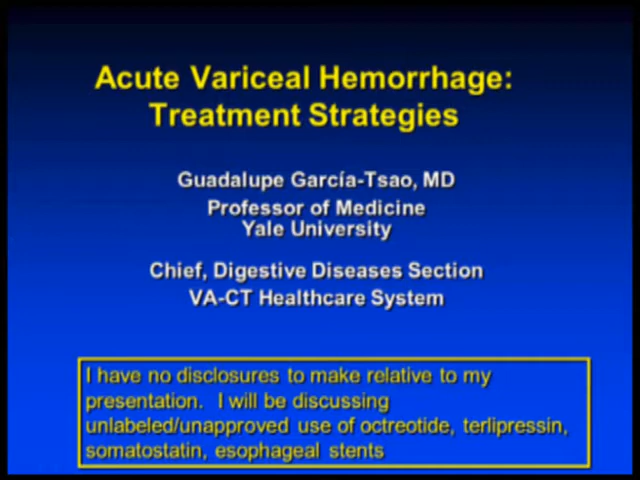 Acute Variceal Hemorrhage:
Treatment Strategies
Guadalupe García-Tsao, MD
Professor of Medicine
Yale University
Chief, Digestive Diseases Section
VA-CT Healthcare System
I have no disclosures to make relative to my
presentation. I will be discussing
unlabeled/unapproved use of octreotide, terlipressin,
somatostatin, esophageal stents